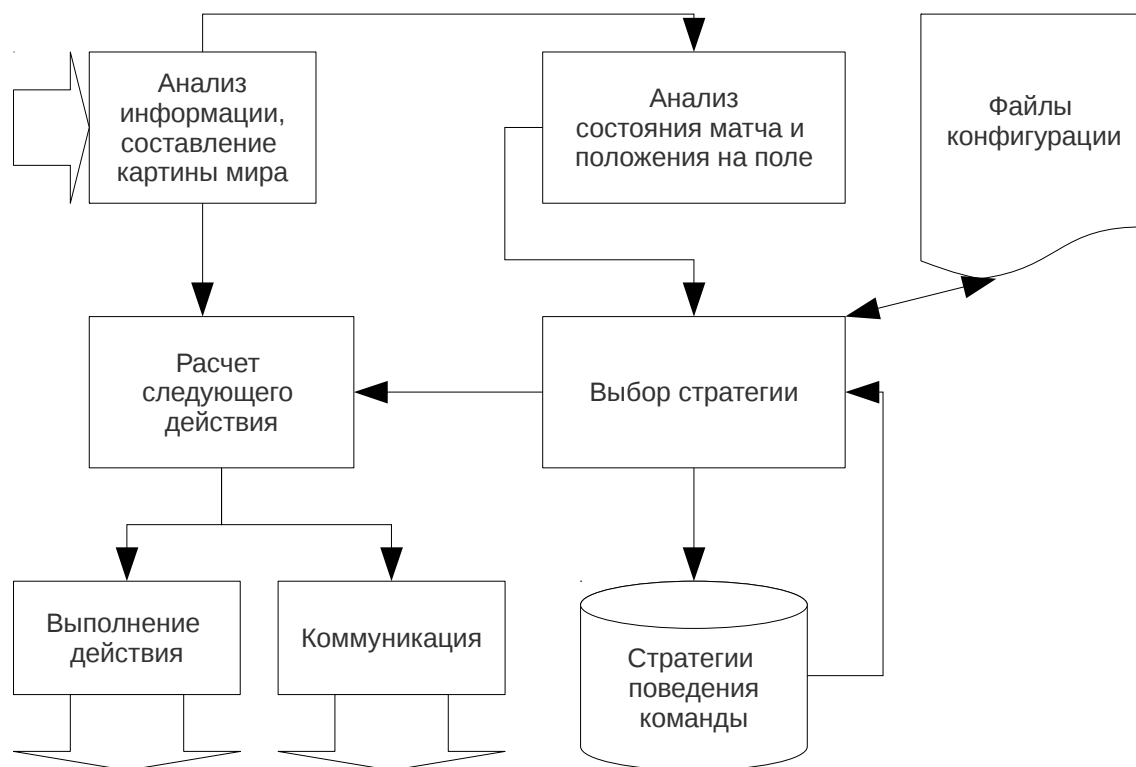 Анализ
информации,
составление
картины мира
Анализ
состояния матча и
положения на поле
Файлы
конфигурации
Расчет
следующего
действия
Выбор стратегии
Выполнение
действия
Коммуникация
Стратегии
поведения
команды